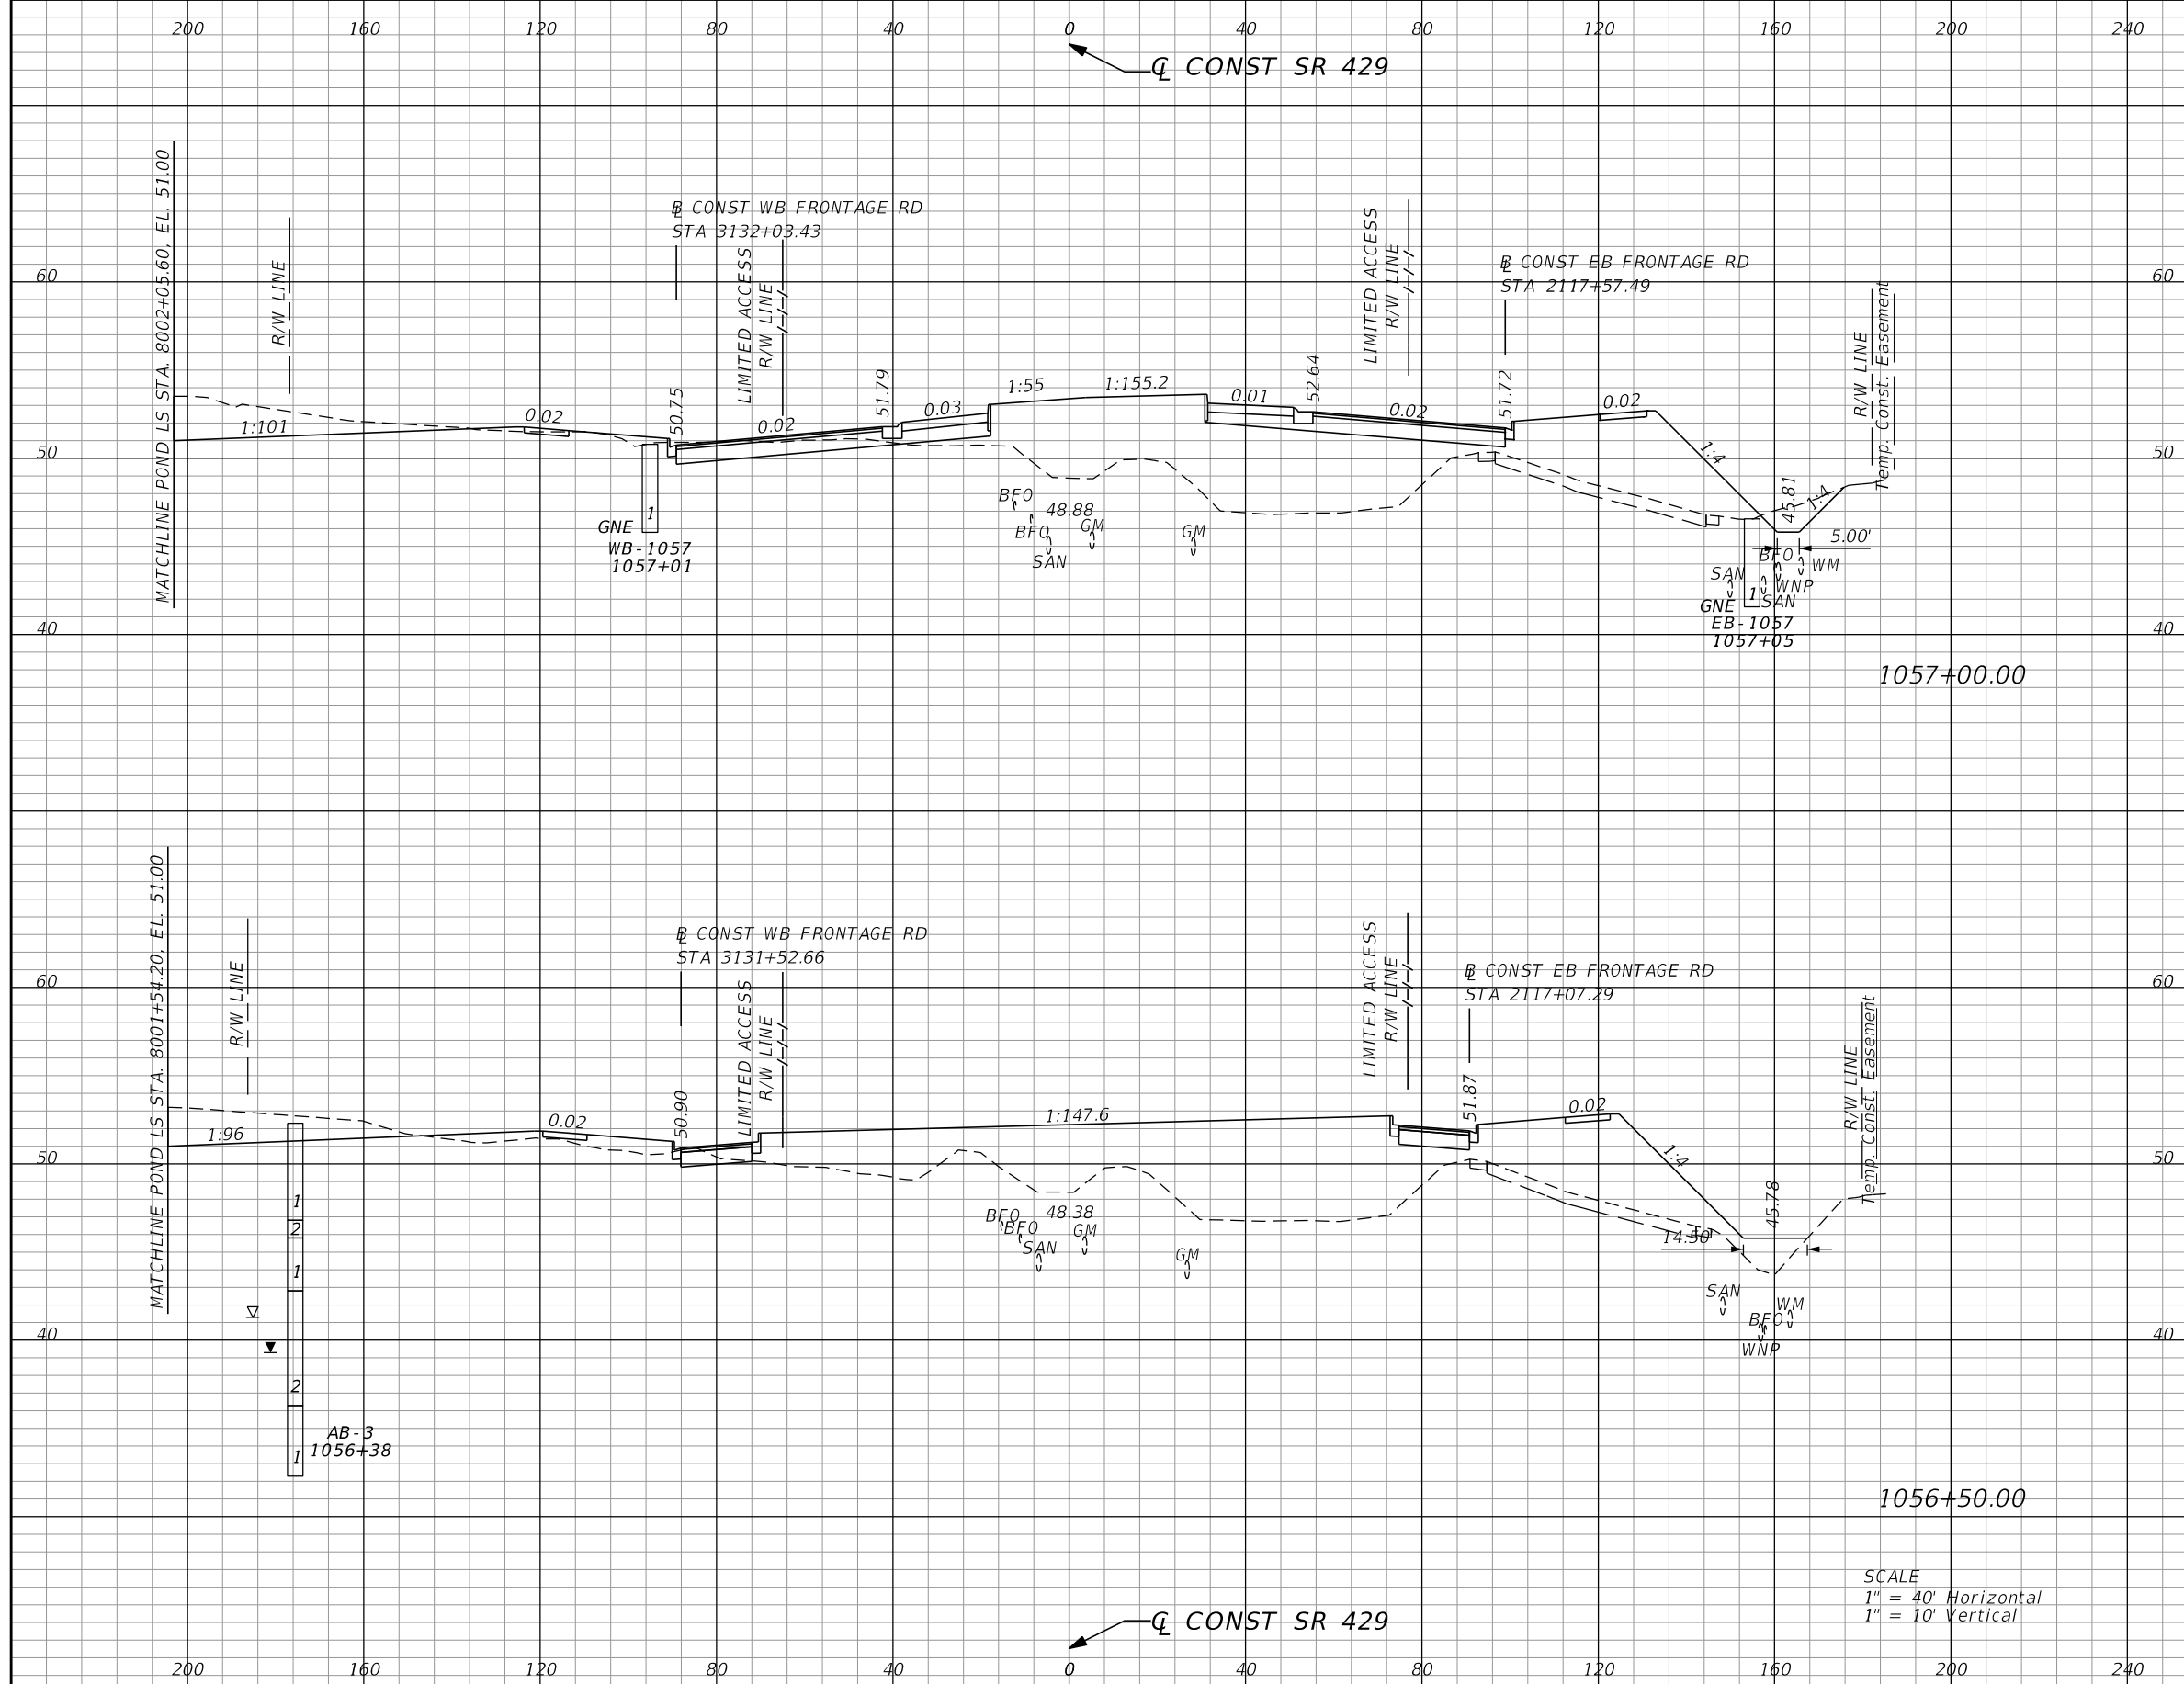 200 160 120 80 40 0 40 80 120 160 200 240
℄ CONST SR 429
MATCHLINE POND LS STA. 8002+05.60, EL. 51.00
R/W LINE
℄ CONST WB FRONTAGE RD
STA 3132+03.43
LIMITED ACCESS
R/W LINE
LIMITED ACCESS
R/W LINE
℄ CONST EB FRONTAGE RD
STA 2117+57.49
R/W LINE
Temp. Const. Easement
60 60
1:101
0.02
50.75
0.02
51.79
0.03
1:55
1:155.2
0.01
52.64
0.02
51.72
0.02
1:4
45.81
1:4
5.00'
50 50
BFO
48.88
BFO
GM
SAN
GM
1
GNE
WB-1057
1057+01
BFO
WM
SAN
WNP
1
SAN
GNE
EB-1057
1057+05
40 40
1057+00.00
MATCHLINE POND LS STA. 8001+54.20, EL. 51.00
R/W LINE
℄ CONST WB FRONTAGE RD
STA 3131+52.66
LIMITED ACCESS
R/W LINE
LIMITED ACCESS
R/W LINE
℄ CONST EB FRONTAGE RD
STA 2117+07.29
R/W LINE
Temp. Const. Easement
60 60
1:96
0.02
50.90
1:147.6
51.87
0.02
1:4
45.78
14.50
50 50
BFO
48.38
BFO
GM
SAN
GM
SAN
WM
BFO
WNP
1
2
1
2
1
AB-3
1056+38
40 40
1056+50.00
SCALE
1" = 40' Horizontal
1" = 10' Vertical
℄ CONST SR 429
200 160 120 80 40 0 40 80 120 160 200 240